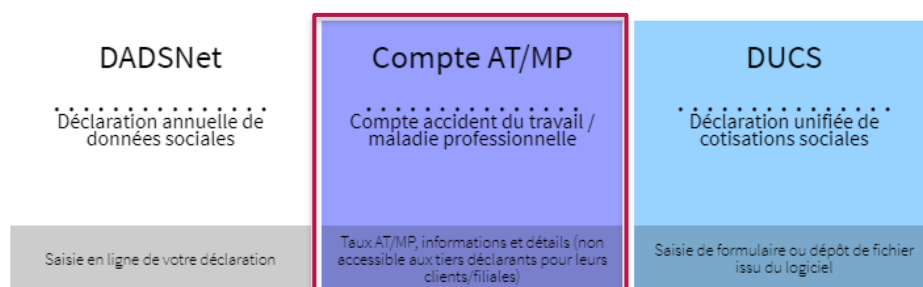 DADSNet
Déclaration annuelle de
données sociales
Saisie en ligne de votre déclaration
Compte AT/MP
Compte accident du travail /
maladie professionnelle
Taux AT/MP, informations et détails (non
accessible aux tiers déclarants pour leurs
clients/filiales)
DUCS
Déclaration unifiée de
cotisations sociales
Saisie de formulaire ou dépôt de fichier
issu du logiciel